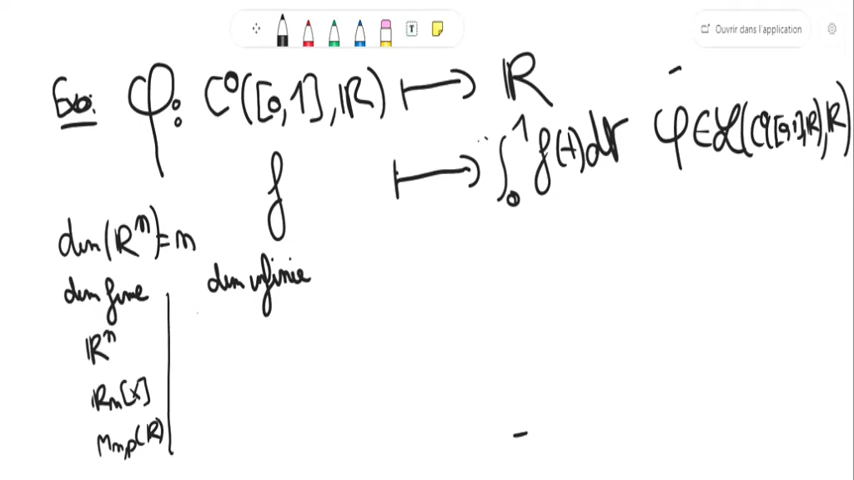 Ouvrir dans l'application
Exo: φ: C⁰([0,1],ℝ) ⟼ ℝ
f ⟼ ∫₀¹ f(t)dt φ∈ℒ(C⁰([0,1],ℝ),ℝ)
dim(ℝⁿ)=n
dim finie dim infinie
ℝⁿ
ℝn[X]
Mn,p(ℝ)